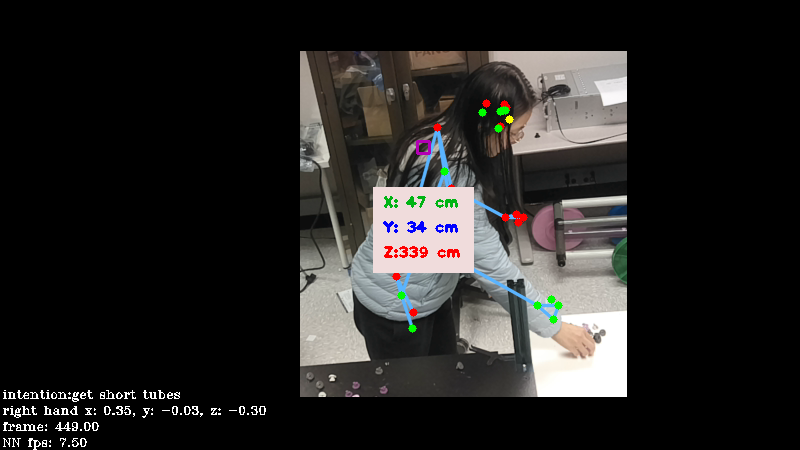 X: 47 cm
Y: 34 cm
Z:339 cm
intention:get short tubes
right hand x: 0.35, y: −0.03, z: −0.30
frame: 449.00
NN fps: 7.50